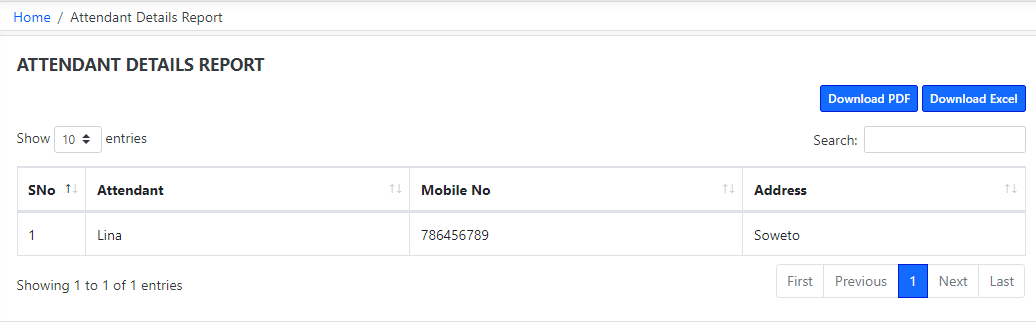 Home / Attendant Details Report
ATTENDANT DETAILS REPORT
Download PDF Download Excel
Show 10 entries Search:
SNo Attendant Mobile No Address
1 Lina 786456789 Soweto
Showing 1 to 1 of 1 entries First Previous 1 Next Last